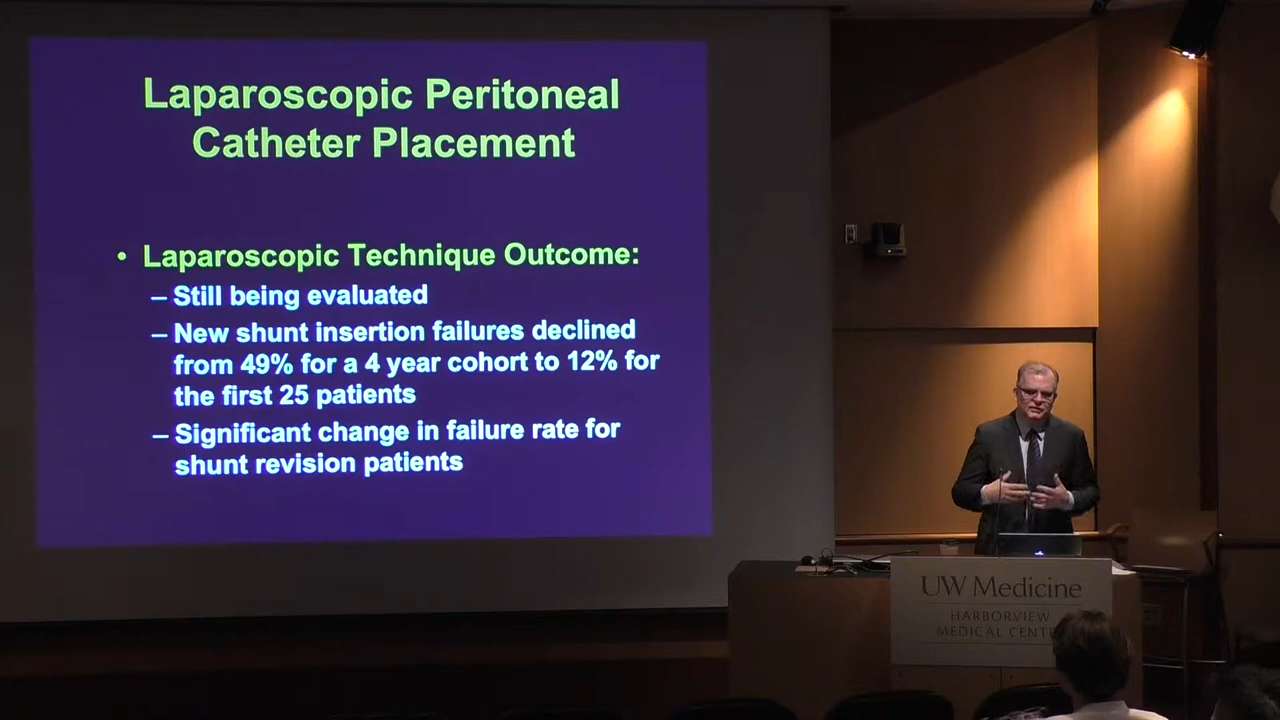 Laparoscopic Peritoneal
Catheter Placement
• Laparoscopic Technique Outcome:
– Still being evaluated
– New shunt insertion failures declined
from 49% for a 4 year cohort to 12% for
the first 25 patients
– Significant change in failure rate for
shunt revision patients
UW Medicine
HARBORVIEW
MEDICAL CENTE